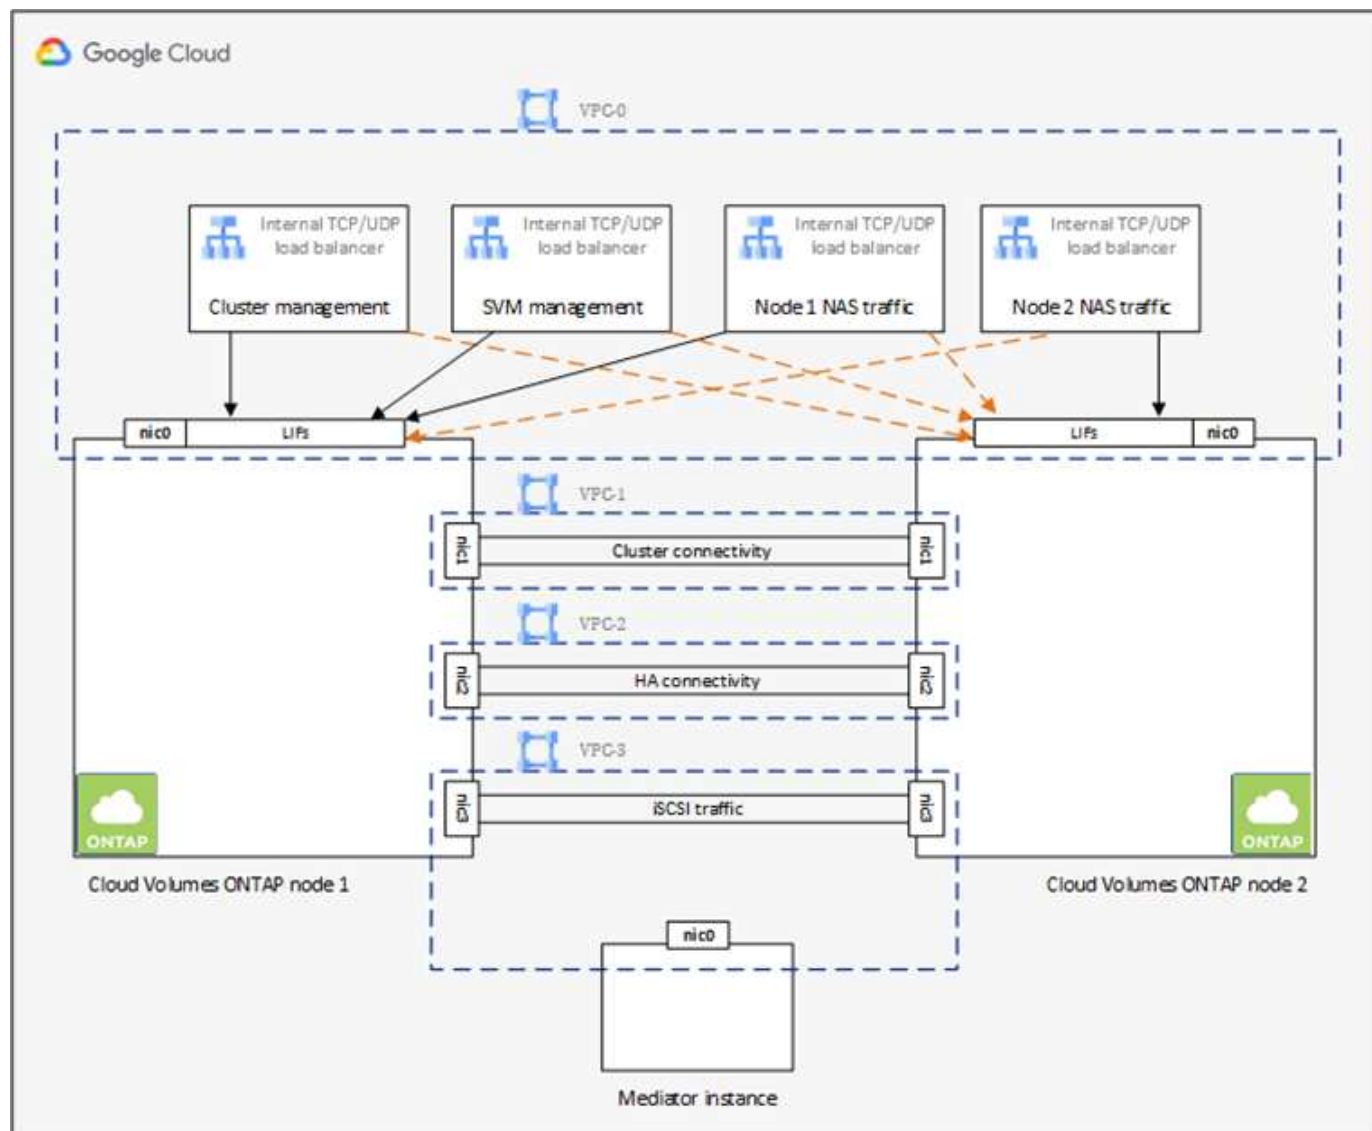 Google Cloud
VPC-0
Internal TCP/UDP
load balancer
Cluster management
Internal TCP/UDP
load balancer
SVM management
Internal TCP/UDP
load balancer
Node 1 NAS traffic
Internal TCP/UDP
load balancer
Node 2 NAS traffic
nic0
LIFs
LIFs
nic0
VPC-1
nic1
Cluster connectivity
nic1
VPC-2
nic2
HA connectivity
nic2
VPC-3
nic3
iSCSI traffic
nic3
ONTAP
ONTAP
Cloud Volumes ONTAP node 1
Cloud Volumes ONTAP node 2
nic0
Mediator instance